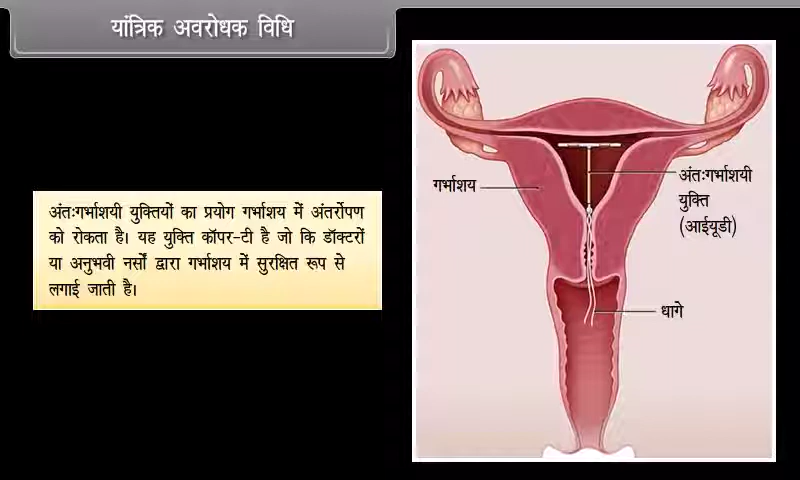 यांत्रिक अवरोधक विधि
अंतःगर्भाशयी युक्तियों का प्रयोग गर्भाशय में अंतर्रोपण
को रोकता है। यह युक्ति कॉपर-टी है जो कि डॉक्टरों
या अनुभवी नर्सों द्वारा गर्भाशय में सुरक्षित रूप से
लगाई जाती है।
गर्भाशय
अंतःगर्भाशयी
युक्ति
(आईयूडी)
धागे